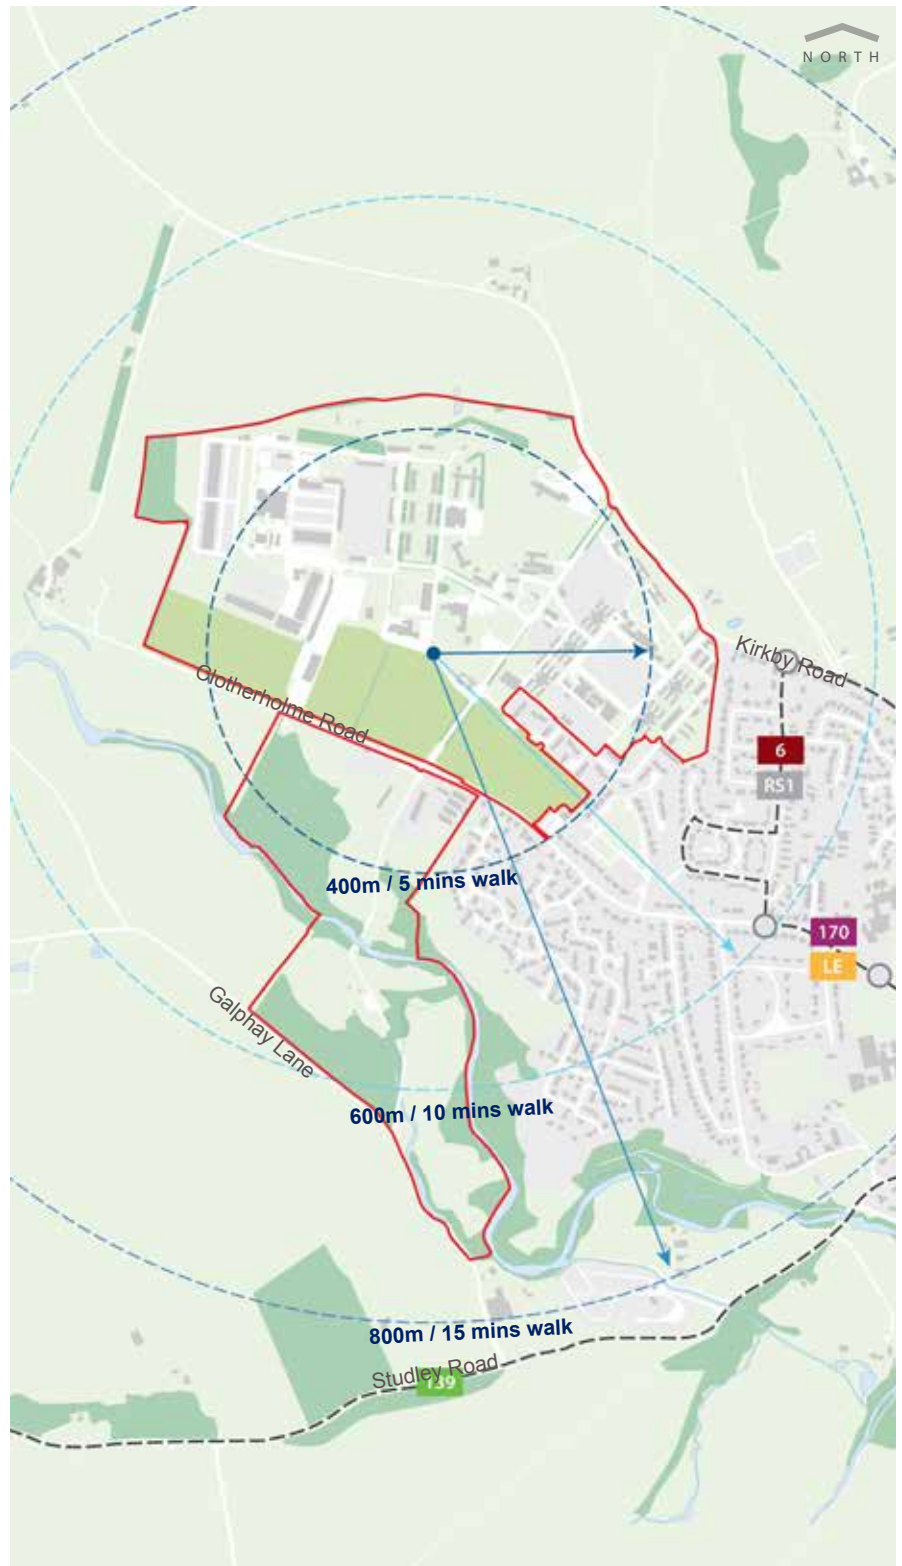 NORTH
Kirkby Road
6
RS1
Clotherholme Road
400m / 5 mins walk
170
LE
Galphay Lane
600m / 10 mins walk
800m / 15 mins walk
Studley Road
139